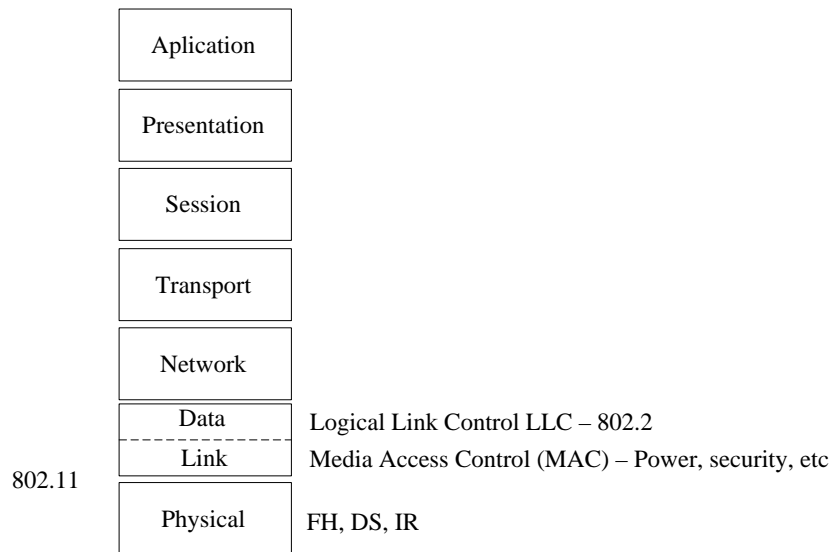 Aplication
Presentation
Session
Transport
Network
Data Logical Link Control LLC – 802.2
Link Media Access Control (MAC) – Power, security, etc
802.11
Physical FH, DS, IR